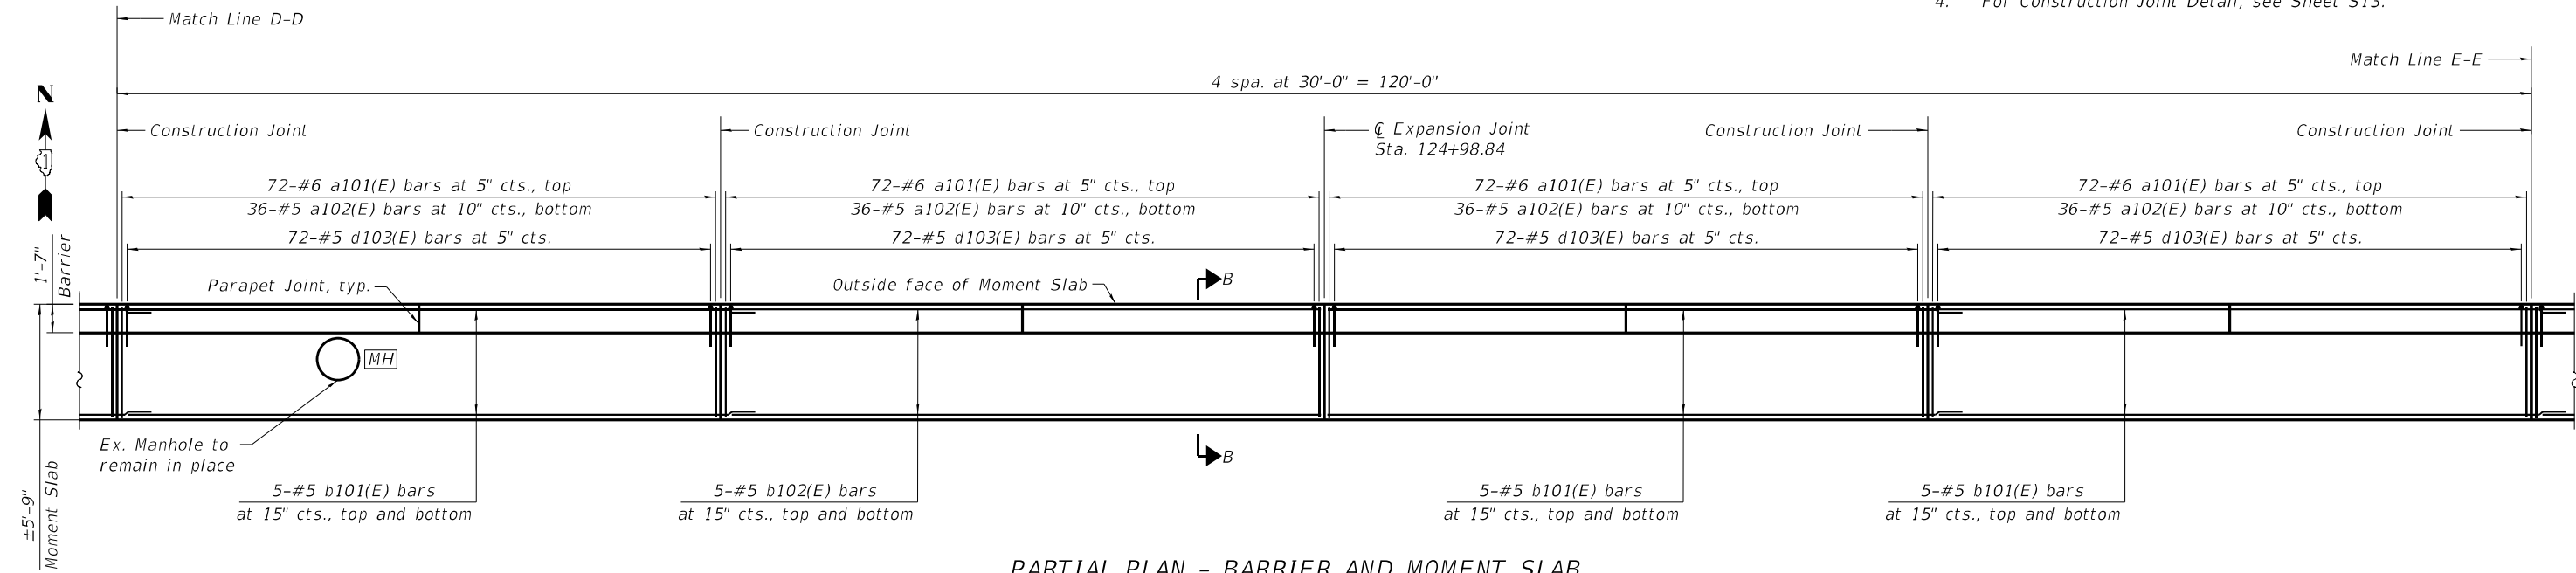 Match Line D-D
4. For Construction Joint Detail, see Sheet S13.
Match Line E-E
4 spa. at 30'-0" = 120'-0"
N
Construction Joint
Construction Joint
℄ Expansion Joint
Sta. 124+98.84
Construction Joint
Construction Joint
1
72-#6 a101(E) bars at 5" cts., top
36-#5 a102(E) bars at 10" cts., bottom
72-#5 d103(E) bars at 5" cts.
72-#6 a101(E) bars at 5" cts., top
36-#5 a102(E) bars at 10" cts., bottom
72-#5 d103(E) bars at 5" cts.
72-#6 a101(E) bars at 5" cts., top
36-#5 a102(E) bars at 10" cts., bottom
72-#5 d103(E) bars at 5" cts.
72-#6 a101(E) bars at 5" cts., top
36-#5 a102(E) bars at 10" cts., bottom
72-#5 d103(E) bars at 5" cts.
1'-7"
Barrier
Parapet Joint, typ.
Outside face of Moment Slab
B
MH
Ex. Manhole to
remain in place
B
±5'-9"
Moment Slab
5-#5 b101(E) bars
at 15" cts., top and bottom
5-#5 b102(E) bars
at 15" cts., top and bottom
5-#5 b101(E) bars
at 15" cts., top and bottom
5-#5 b101(E) bars
at 15" cts., top and bottom
PARTIAL PLAN - BARRIER AND MOMENT SLAB